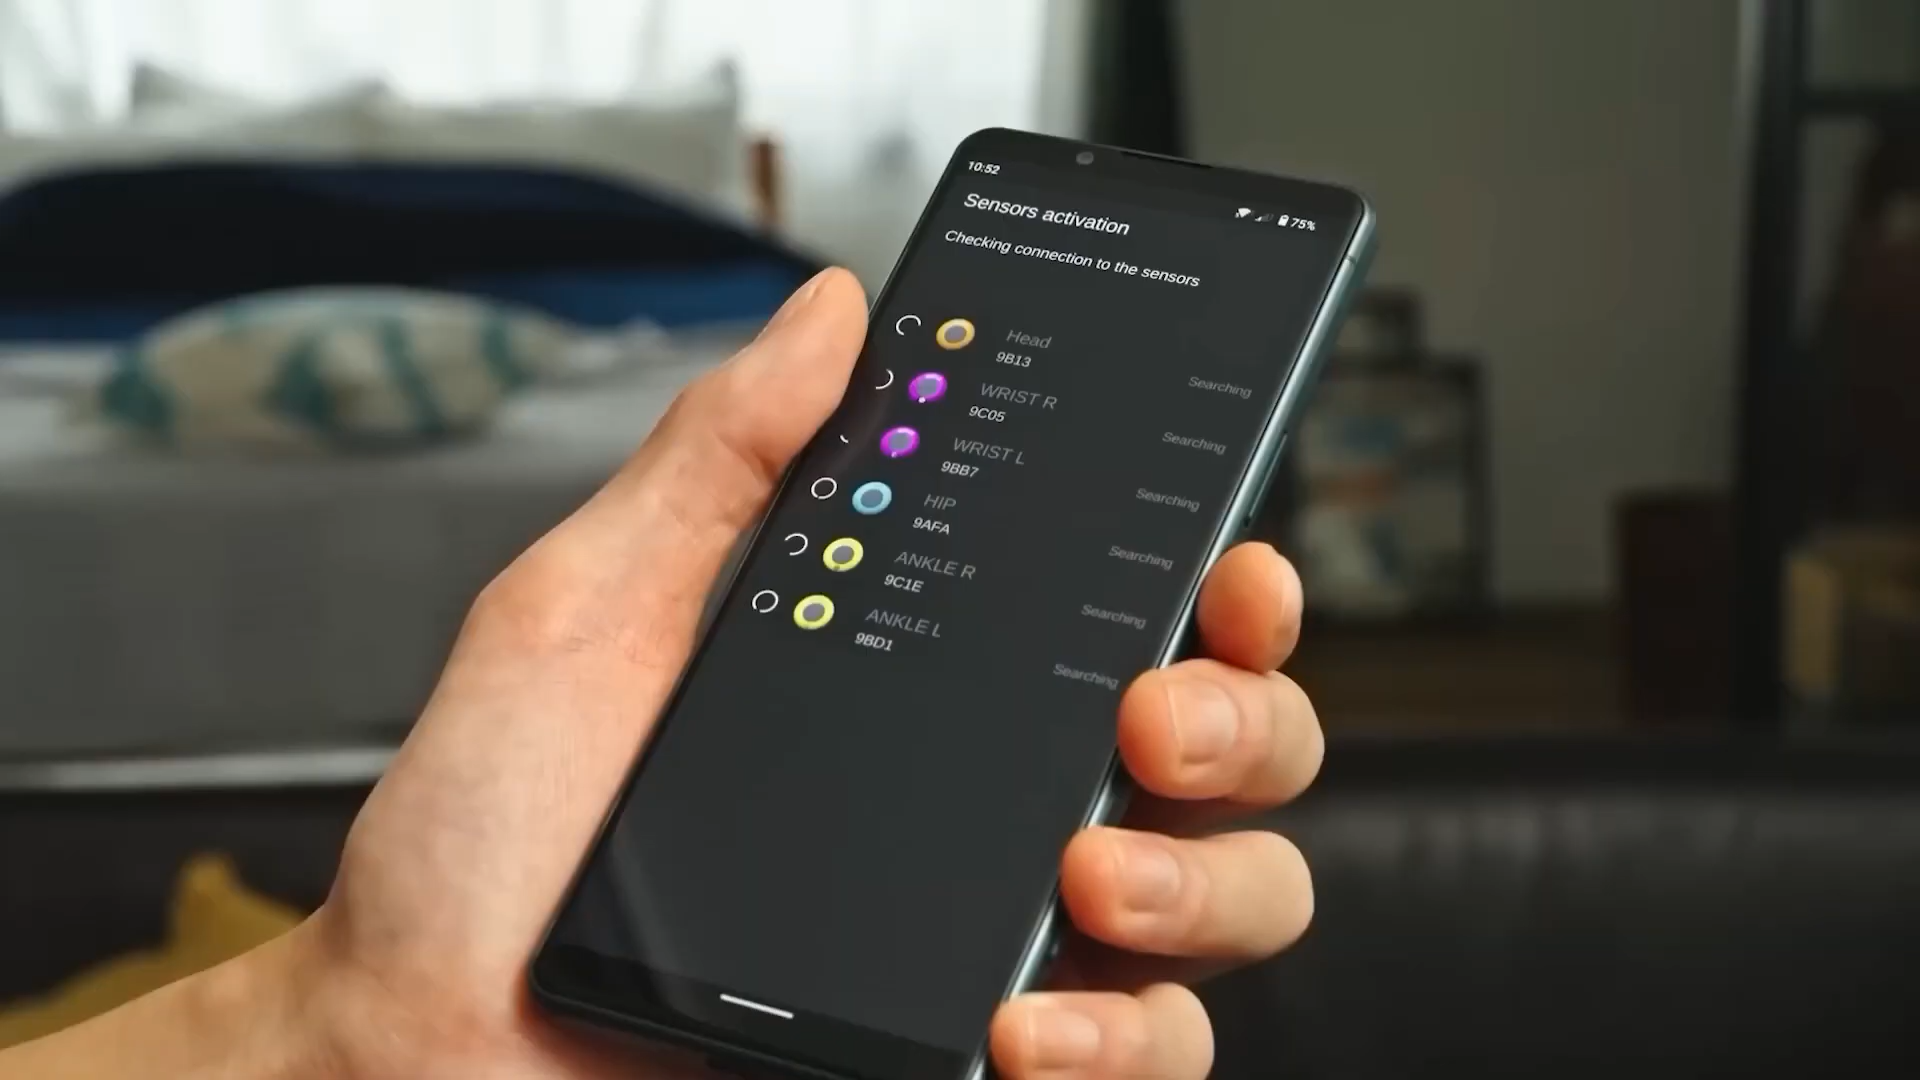 10:52
75%
Sensors activation
Checking connection to the sensors
Head
9B13
Searching
WRIST R
9C05
Searching
WRIST L
9BB7
Searching
HIP
9AFA
Searching
ANKLE R
9C1E
Searching
ANKLE L
9BD1
Searching